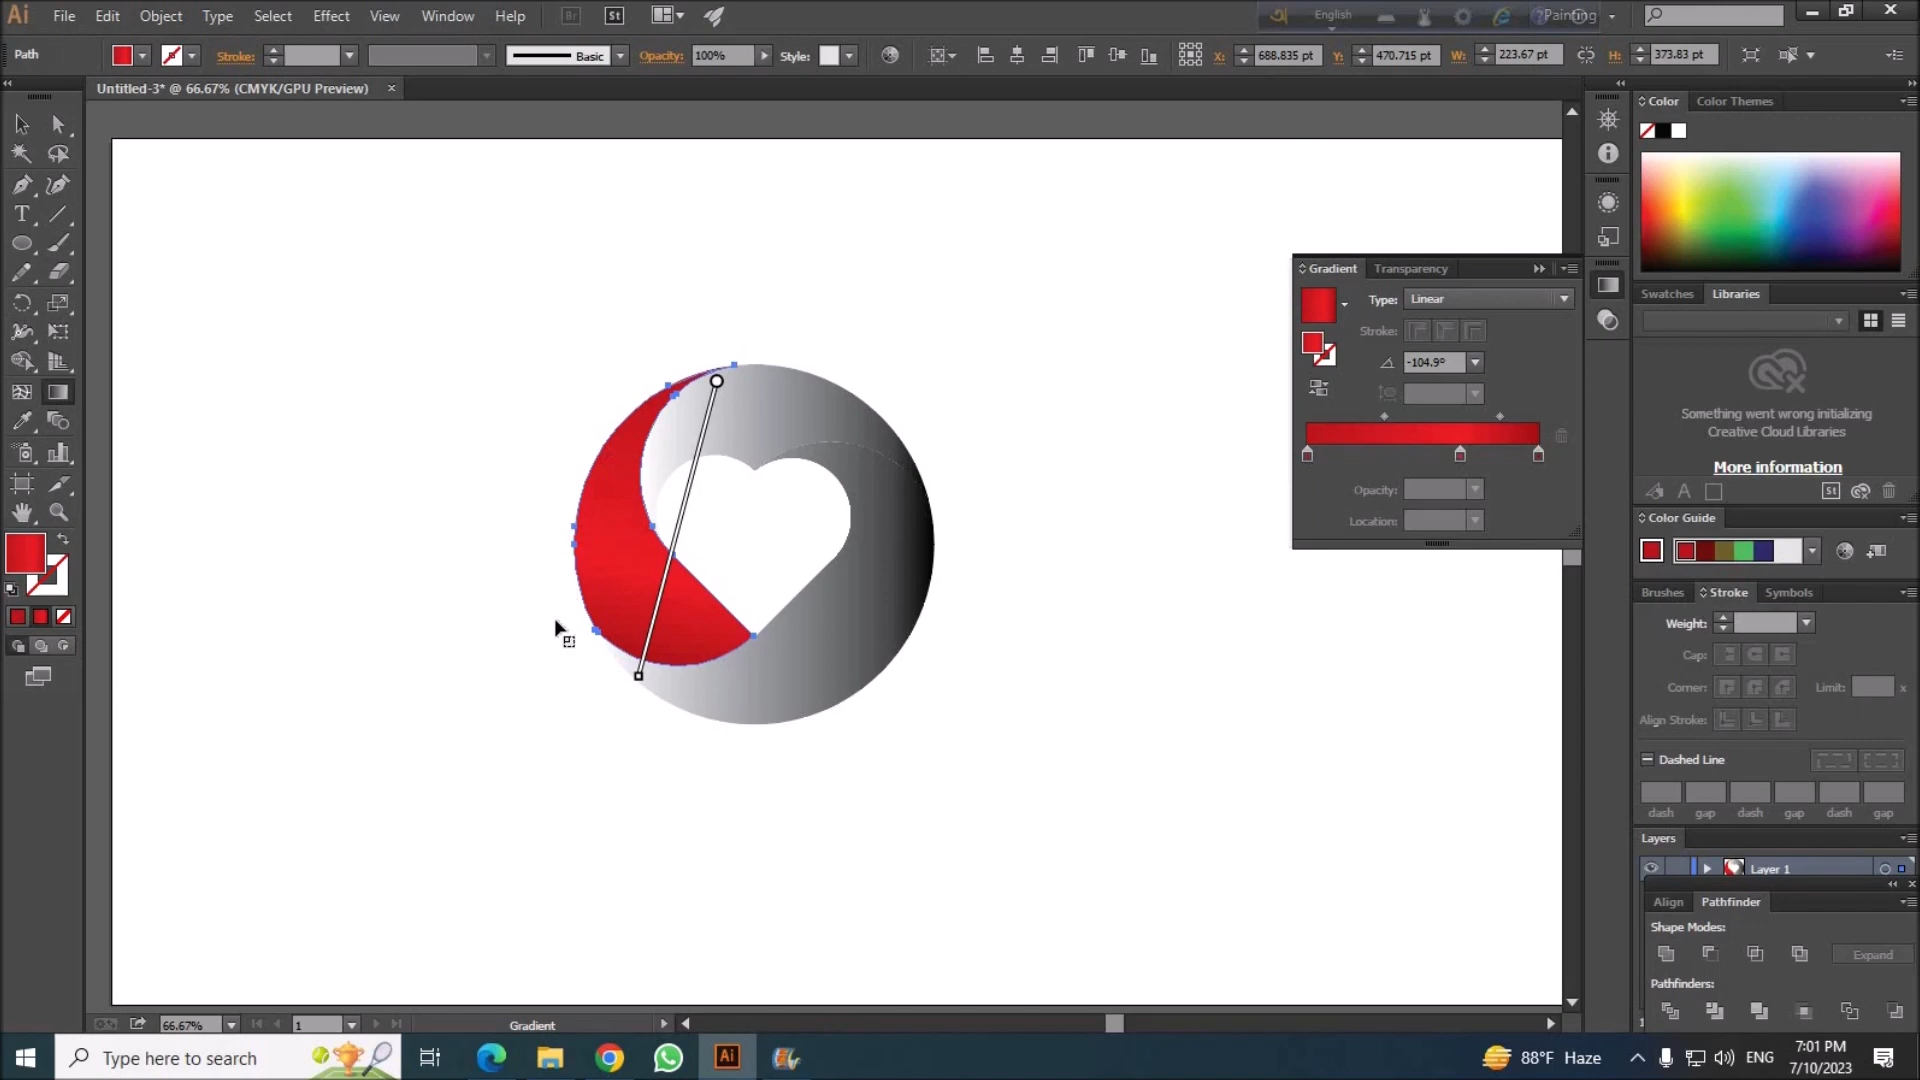 Ai File Edit Object Type Select Effect View Window Help Br St English Painting
Path Stroke: Basic Opacity: 100% Style: X: 688.835 pt Y: 470.715 pt W: 223.67 pt H: 373.83 pt
Untitled-3* @ 66.67% (CMYK/GPU Preview) ×
Color Color Themes
Gradient Transparency
Type: Linear
Stroke:
-104.9°
Opacity:
Location:
Swatches Libraries
Something went wrong initializing
Creative Cloud Libraries
More information
St
Color Guide
Brushes Stroke Symbols
Weight:
Cap:
Corner: Limit: x
Align Stroke:
Dashed Line
dash gap dash gap dash gap
Layers
Layer 1
Align Pathfinder
Shape Modes:
Expand
Pathfinders:
66.67% 1 Gradient
Type here to search
Ai
88°F Haze
ENG
7:01 PM
7/10/2023